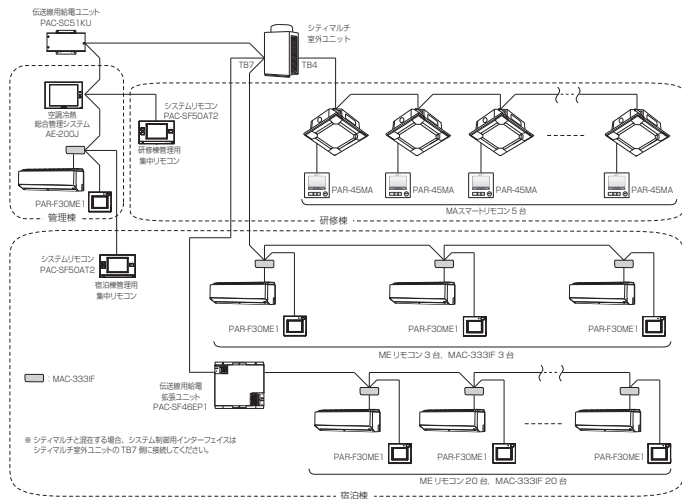 伝送線用給電ユニット
PAC-SC51KU
シティマルチ
室外ユニット
TB7
TB4
空調冷熱
総合管理システム
AE-200J
システムリモコン
PAC-SF50AT2
研修棟管理用
集中リモコン
PAR-45MA
PAR-45MA
PAR-45MA
PAR-45MA
MAスマートリモコン5台
研修棟
PAR-F30ME1
管理棟
システムリモコン
PAC-SF50AT2
宿泊棟管理用
集中リモコン
PAR-F30ME1
PAR-F30ME1
PAR-F30ME1
MEリモコン3台, MAC-333IF 3台
:MAC-333IF
伝送線用給電
拡張ユニット
PAC-SF46EP1
PAR-F30ME1
PAR-F30ME1
PAR-F30ME1
MEリモコン20台, MAC-333IF 20台
※ シティマルチと混在する場合、システム制御用インターフェイスは
シティマルチ室外ユニットのTB7側に接続してください。
宿泊棟